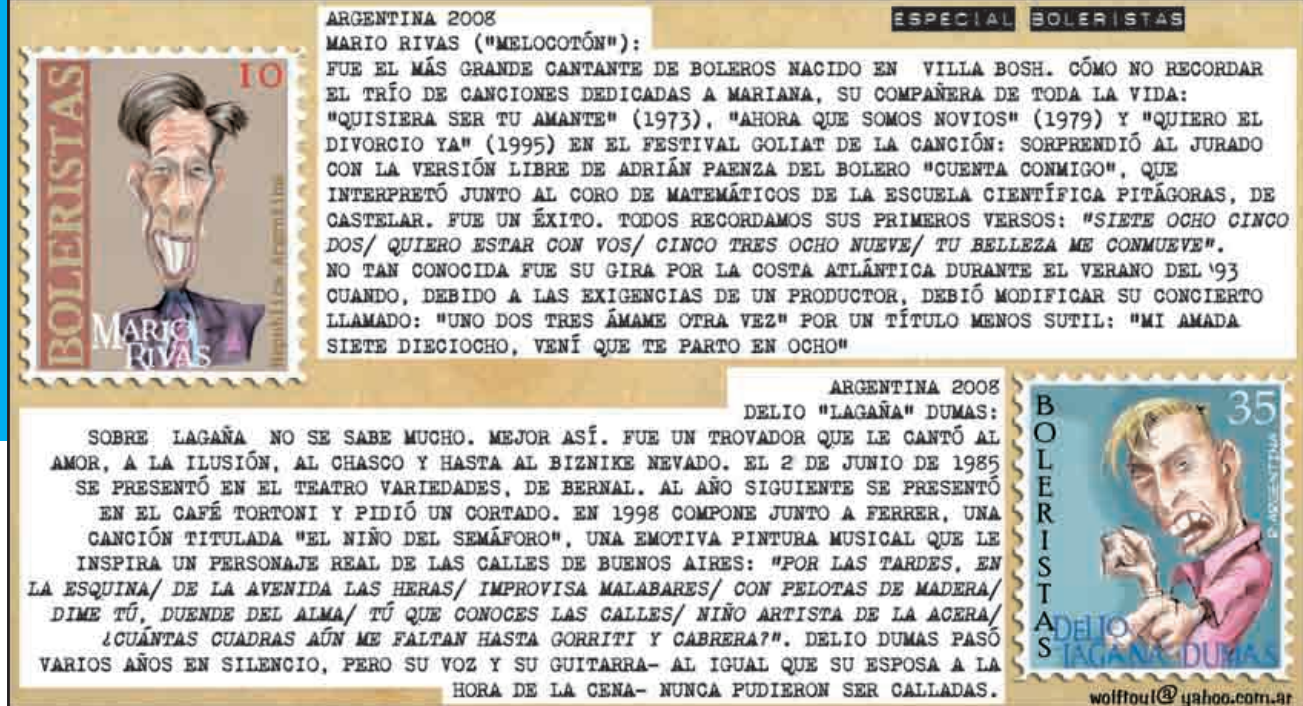 ESPECIAL BOLERISTAS
ARGENTINA 2008
MARIO RIVAS ("MELOCOTÓN"):
FUE EL MÁS GRANDE CANTANTE DE BOLEROS NACIDO EN VILLA BOSH. CÓMO NO RECORDAR
EL TRÍO DE CANCIONES DEDICADAS A MARIANA, SU COMPAÑERA DE TODA LA VIDA:
"QUISIERA SER TU AMANTE" (1973), "AHORA QUE SOMOS NOVIOS" (1979) Y "QUIERO EL
DIVORCIO YA" (1995) EN EL FESTIVAL GOLIAT DE LA CANCIÓN: SORPRENDIÓ AL JURADO
CON LA VERSIÓN LIBRE DE ADRIÁN PAENZA DEL BOLERO "CUENTA CONMIGO", QUE
INTERPRETÓ JUNTO AL CORO DE MATEMÁTICOS DE LA ESCUELA CIENTÍFICA PITÁGORAS, DE
CASTELAR. FUE UN ÉXITO. TODOS RECORDAMOS SUS PRIMEROS VERSOS: "SIETE OCHO CINCO
DOS/ QUIERO ESTAR CON VOS/ CINCO TRES OCHO NUEVE/ TU BELLEZA ME CONMUEVE".
NO TAN CONOCIDA FUE SU GIRA POR LA COSTA ATLÁNTICA DURANTE EL VERANO DEL '93
CUANDO, DEBIDO A LAS EXIGENCIAS DE UN PRODUCTOR, DEBIÓ MODIFICAR SU CONCIERTO
LLAMADO: "UNO DOS TRES ÁMAME OTRA VEZ" POR UN TÍTULO MENOS SUTIL: "MI AMADA
SIETE DIECIOCHO, VENÍ QUE TE PARTO EN OCHO"
BOLERISTAS
10
MARIO
RIVAS
Argentina
ARGENTINA 2008
DELIO "LAGAÑA" DUMAS:
SOBRE LAGAÑA NO SE SABE MUCHO. MEJOR ASÍ. FUE UN TROVADOR QUE LE CANTÓ AL
AMOR, A LA ILUSIÓN, AL CHASCO Y HASTA AL BIZNIKE NEVADO. EL 2 DE JUNIO DE 1985
SE PRESENTÓ EN EL TEATRO VARIEDADES, DE BERNAL. AL AÑO SIGUIENTE SE PRESENTÓ
EN EL CAFÉ TORTONI Y PIDIÓ UN CORTADO. EN 1998 COMPONE JUNTO A FERRER, UNA
CANCIÓN TITULADA "EL NIÑO DEL SEMÁFORO", UNA EMOTIVA PINTURA MUSICAL QUE LE
INSPIRA UN PERSONAJE REAL DE LAS CALLES DE BUENOS AIRES: "POR LAS TARDES, EN
LA ESQUINA/ DE LA AVENIDA LAS HERAS/ IMPROVISA MALABARES/ CON PELOTAS DE MADERA/
DIME TÚ, DUENDE DEL ALMA/ TÚ QUE CONOCES LAS CALLES/ NIÑO ARTISTA DE LA ACERA/
¿CUÁNTAS CUADRAS AÚN ME FALTAN HASTA GORRITI Y CABRERA?". DELIO DUMAS PASÓ
VARIOS AÑOS EN SILENCIO, PERO SU VOZ Y SU GUITARRA- AL IGUAL QUE SU ESPOSA A LA
HORA DE LA CENA- NUNCA PUDIERON SER CALLADAS.
BOLERISTAS
35
R.ARGENTINA
DELIO
LAGAÑA DUMAS
wolftoul@yahoo.com.ar